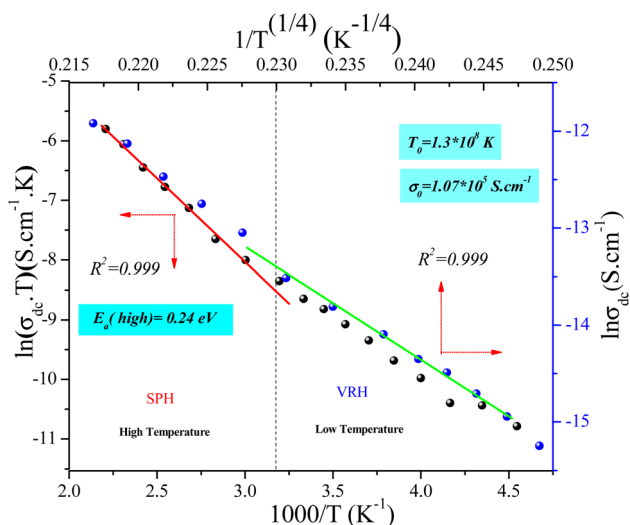 1/T^(1/4) (K^-1/4)
0.215 0.220 0.225 0.230 0.235 0.240 0.245 0.250
-5
-6
-7
-8
-9
-10
-11
ln(σdc.T)(S.cm^-1.K)
T0=1.3*10^8 K
σ0=1.07*10^5 S.cm^-1
R^2=0.999
R^2=0.999
Ea( high)= 0.24 eV
SPH
VRH
High Temperature
Low Temperature
-12
-13
-14
-15
lnσdc(S.cm^-1)
2.0 2.5 3.0 3.5 4.0 4.5
1000/T (K^-1)